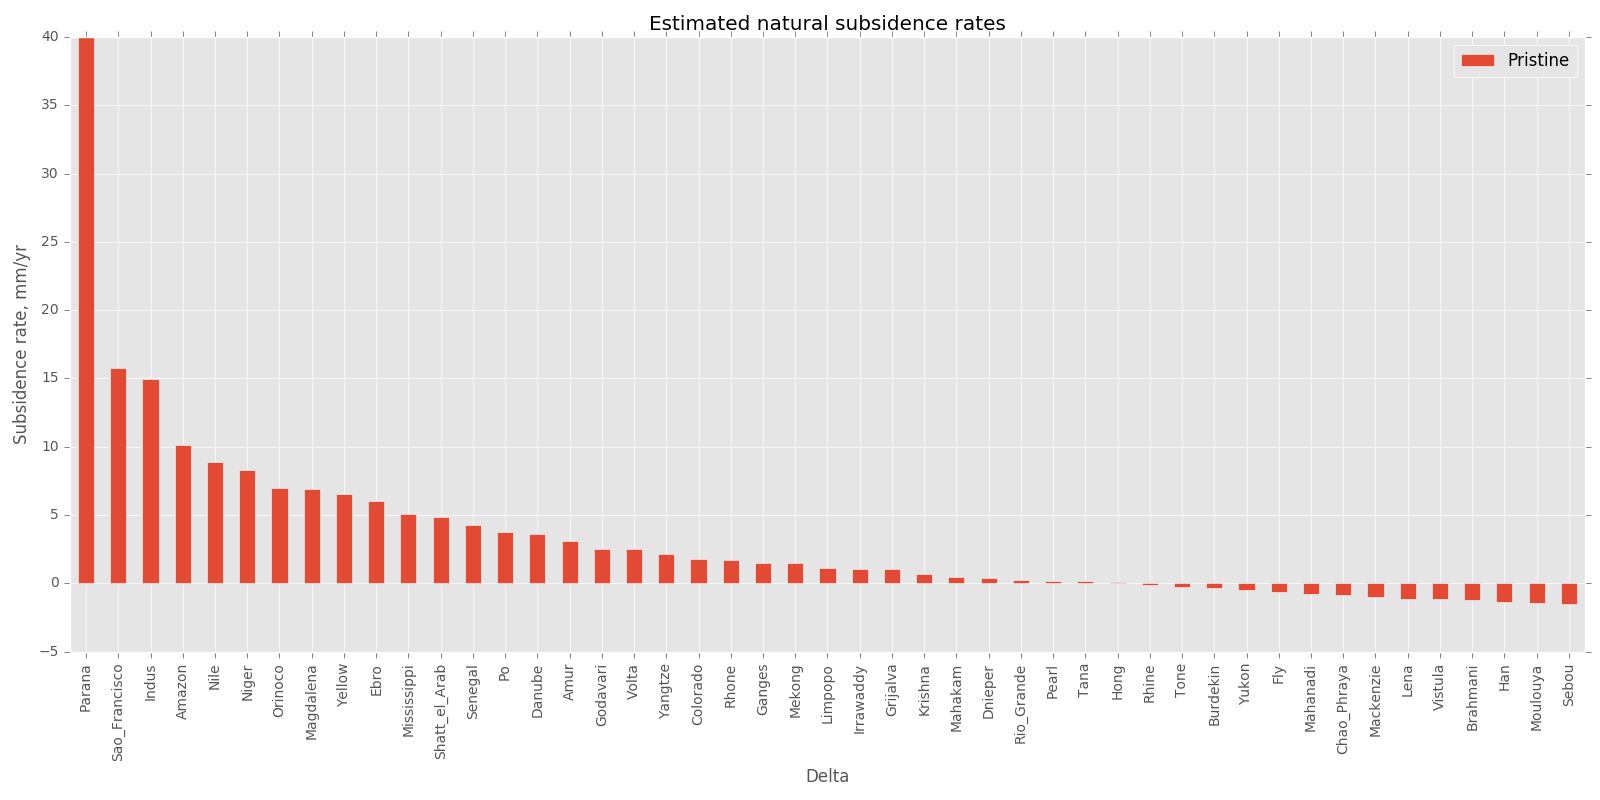 Estimated natural subsidence rates
Pristine
Subsidence rate, mm/yr
40
35
30
25
20
15
10
5
0
−5
Parana
Sao_Francisco
Indus
Amazon
Nile
Niger
Orinoco
Magdalena
Yellow
Ebro
Mississippi
Shatt_el_Arab
Senegal
Po
Danube
Amur
Godavari
Volta
Yangtze
Colorado
Rhone
Ganges
Mekong
Limpopo
Irrawaddy
Grijalva
Krishna
Mahakam
Dnieper
Rio_Grande
Pearl
Tana
Hong
Rhine
Tone
Burdekin
Yukon
Fly
Mahanadi
Chao_Phraya
Mackenzie
Lena
Vistula
Brahmani
Han
Moulouya
Sebou
Delta